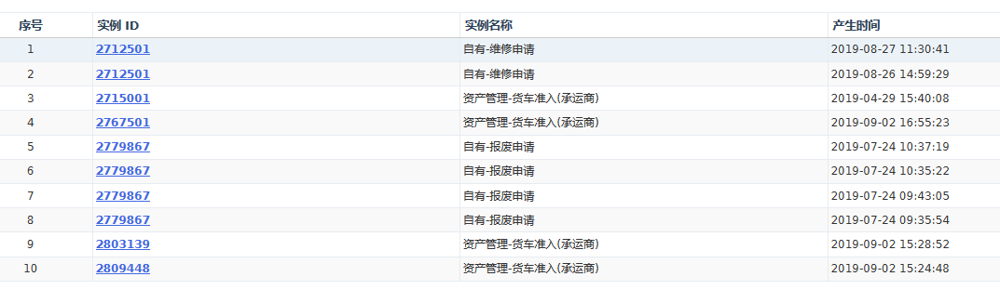 序号 实例 ID 实例名称 产生时间
1 2712501 自有-维修申请 2019-08-27 11:30:41
2 2712501 自有-维修申请 2019-08-26 14:59:29
3 2715001 资产管理-货车准入(承运商) 2019-04-29 15:40:08
4 2767501 资产管理-货车准入(承运商) 2019-09-02 16:55:23
5 2779867 自有-报废申请 2019-07-24 10:37:19
6 2779867 自有-报废申请 2019-07-24 10:35:22
7 2779867 自有-报废申请 2019-07-24 09:43:05
8 2779867 自有-报废申请 2019-07-24 09:35:54
9 2803139 资产管理-货车准入(承运商) 2019-09-02 15:28:52
10 2809448 资产管理-货车准入(承运商) 2019-09-02 15:24:48